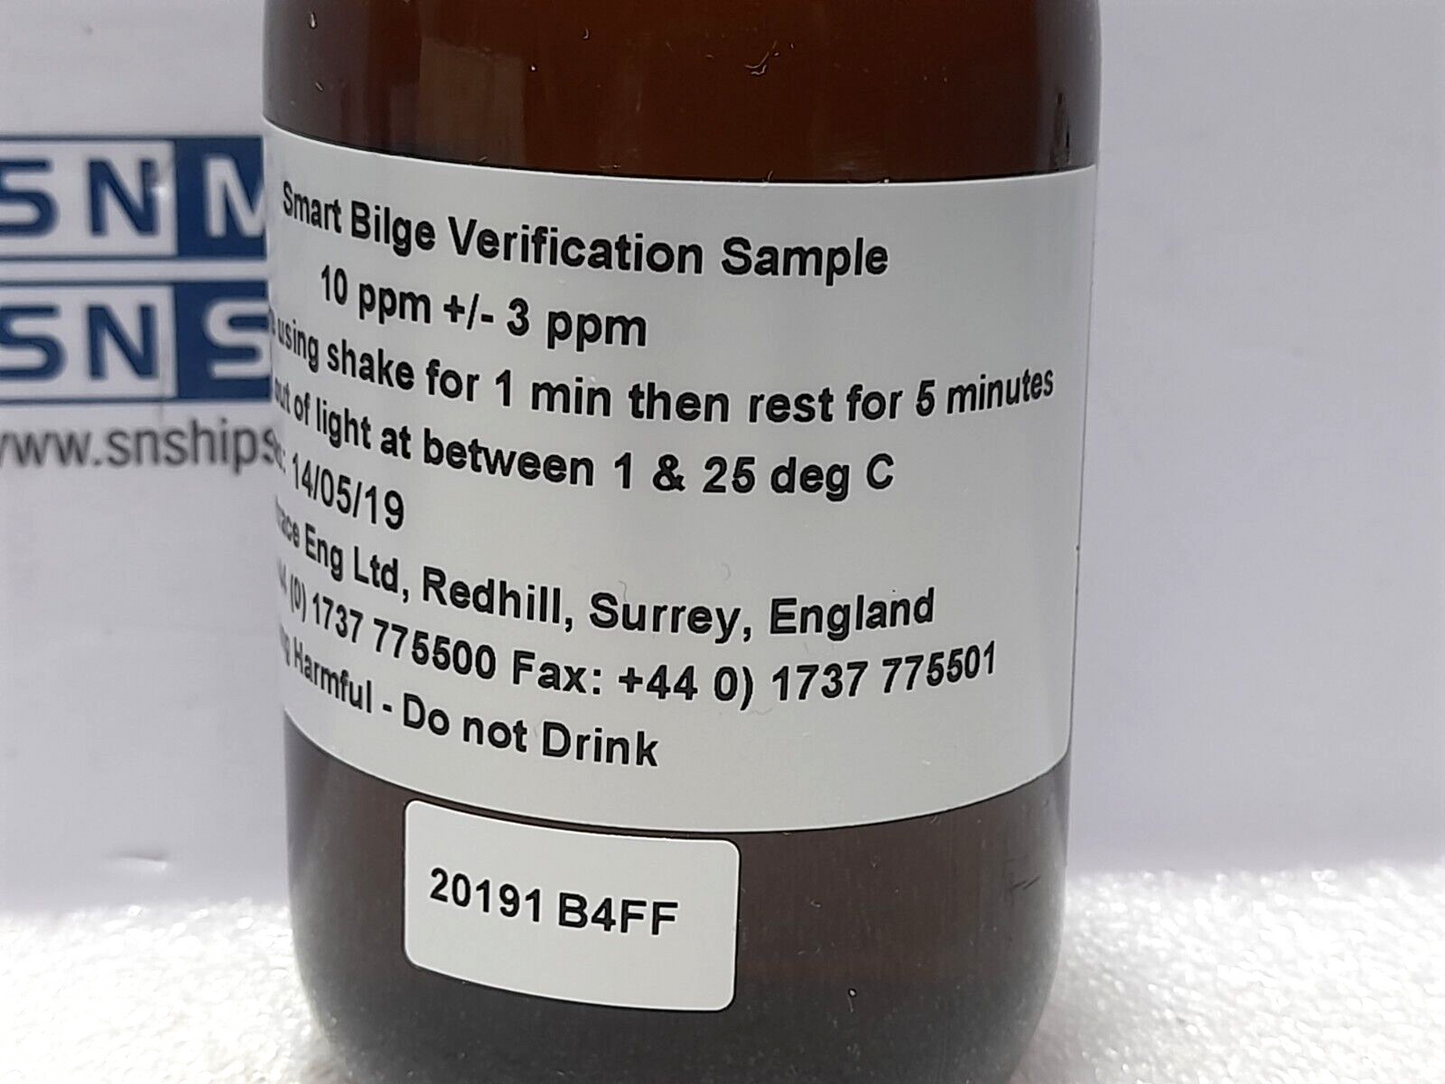 SNM
SNS
www.snships
Smart Bilge Verification Sample
10 ppm +/- 3 ppm
using shake for 1 min then rest for 5 minutes
out of light at between 1 & 25 deg C
14/05/19
Eng Ltd, Redhill, Surrey, England
(0) 1737 775500 Fax: +44 0) 1737 775501
Harmful - Do not Drink
20191 B4FF